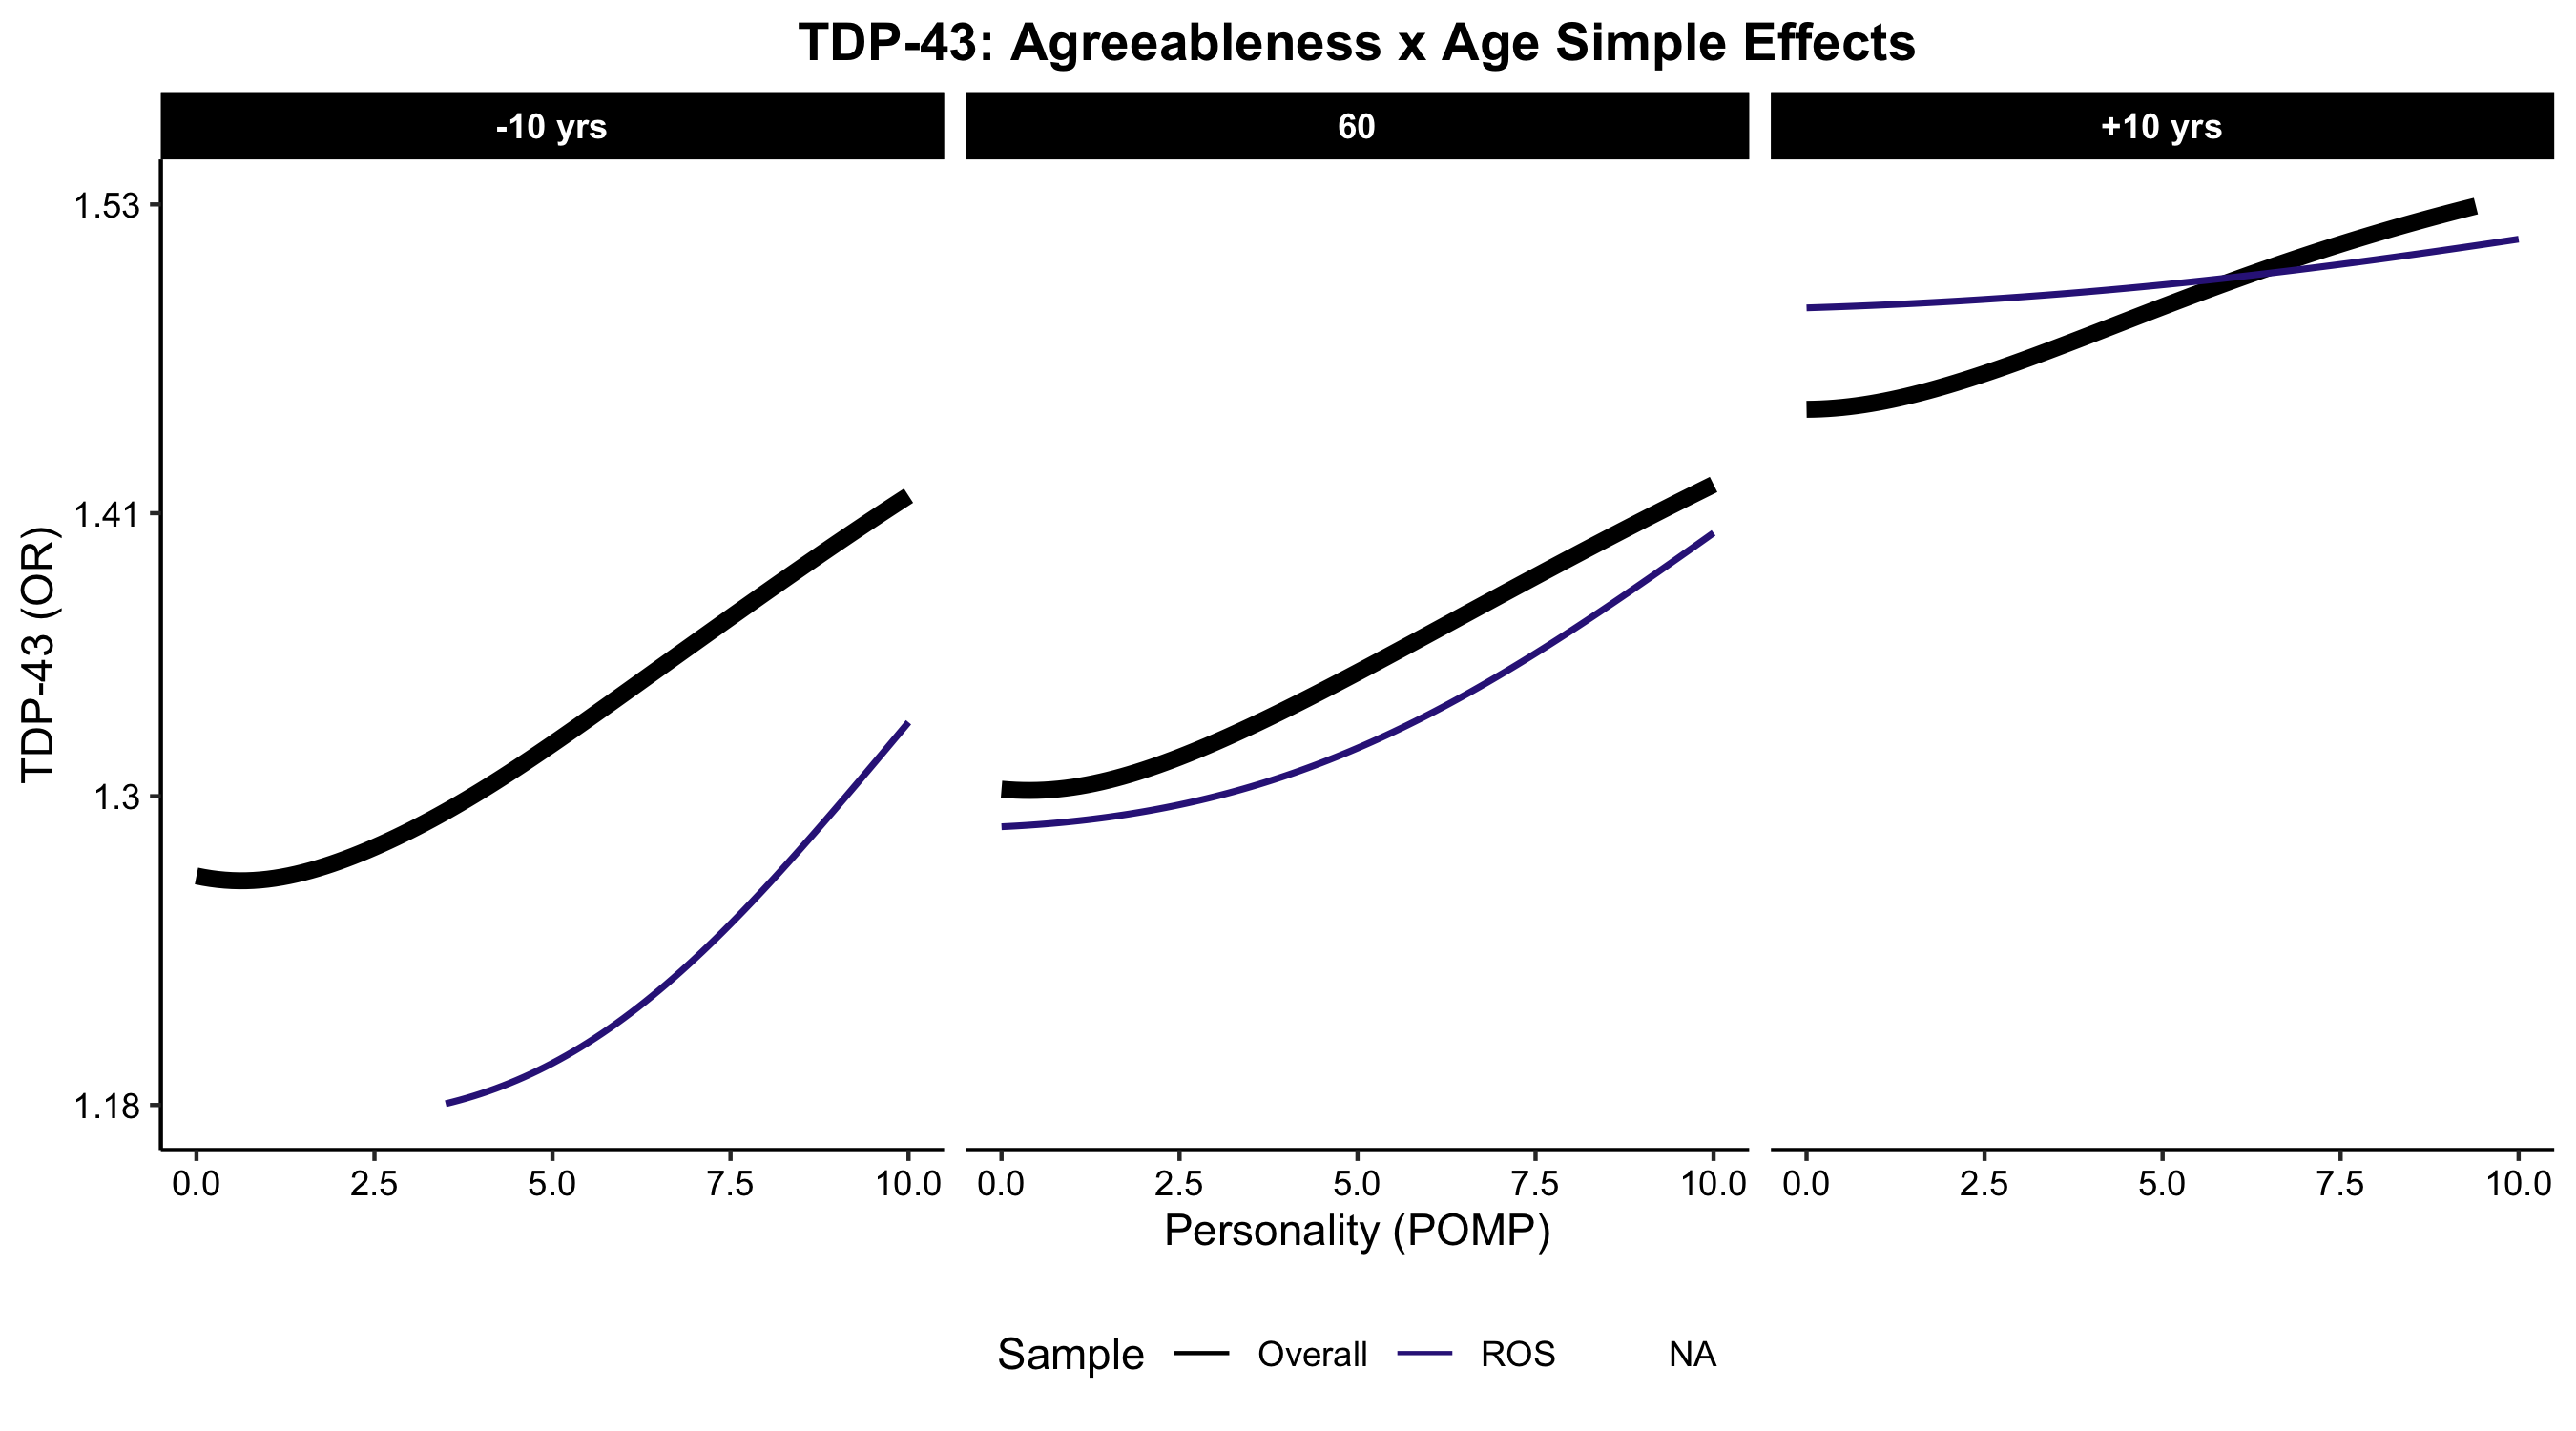 TDP-43: Agreeableness x Age Simple Effects
-10 yrs
60
+10 yrs
TDP-43 (OR)
1.53
1.41
1.3
1.18
0.0 2.5 5.0 7.5 10.0
0.0 2.5 5.0 7.5 10.0
0.0 2.5 5.0 7.5 10.0
Personality (POMP)
Sample Overall ROS NA